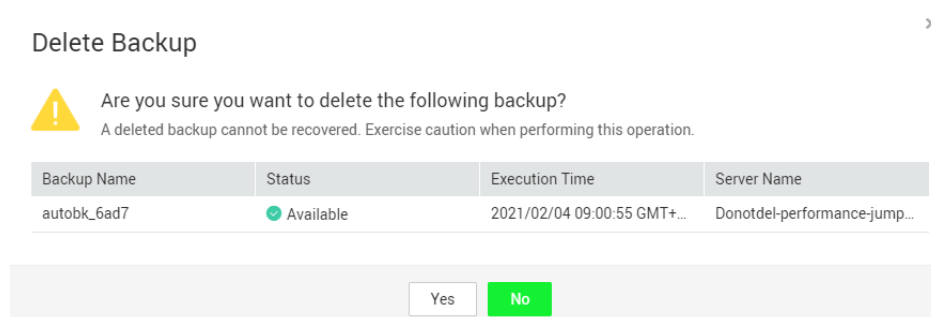 Delete Backup
Are you sure you want to delete the following backup?
A deleted backup cannot be recovered. Exercise caution when performing this operation.
Backup Name Status Execution Time Server Name
autobk_6ad7 Available 2021/02/04 09:00:55 GMT+... Donotdel-performance-jump...
Yes No